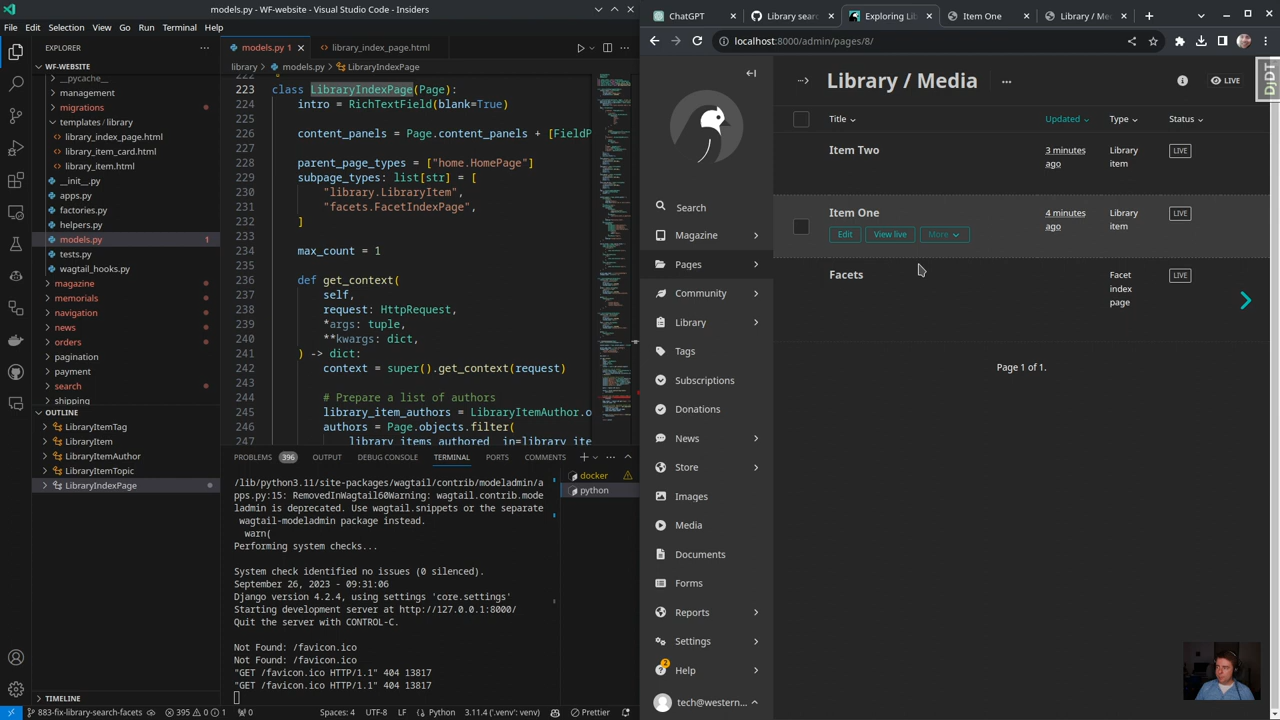 models.py - WF-website - Visual Studio Code - Insiders
File Edit Selection View Go Run Terminal
EXPLORER
WF-WEBSITE
__pycache__
management
migrations
templates / library
library_index_page.html
library_item_card.html
library_item.html
__init__.py
apps.py
factories.py
helpers.py
models.py 1
tests.py
wagtail_hooks.py
magazine
memorials
navigation
news
orders
pagination
payment
search
shipping
OUTLINE
LibraryItemTag
LibraryItem
LibraryItemAuthor
LibraryItemTopic
LibraryIndexPage
TIMELINE
models.py 1 library_index_page.html
library > models.py > LibraryIndexPage
222
223 class LibraryIndexPage(Page):
224 intro = RichTextField(blank=True)
225
226 content_panels = Page.content_panels + [FieldP
227
228 parent_page_types = ["home.HomePage"]
229 subpage_types: list[str] = [
230 "library.LibraryItem",
231 "facets.FacetIndexPage",
232 ]
233
234 max_count = 1
235
236 def get_context(
237 self,
238 request: HttpRequest,
239 *args: tuple,
240 **kwargs: dict,
241 ) -> dict:
242 context = super().get_context(request)
243
244 # Prepare a list of authors
245 library_item_authors = LibraryItemAuthor.o
246 authors = Page.objects.filter(
247 library_items_authored__in=library_ite
PROBLEMS 396 OUTPUT DEBUG CONSOLE TERMINAL PORTS COMMENTS
docker
python
/lib/python3.11/site-packages/wagtail/contrib/modeladmin/a
pps.py:15: RemovedInWagtail60Warning: wagtail.contrib.mode
ladmin is deprecated. Use wagtail.snippets or the separate
wagtail-modeladmin package instead.
warn(
Performing system checks...
System check identified no issues (0 silenced).
September 26, 2023 - 09:31:06
Django version 4.2.4, using settings 'core.settings'
Starting development server at http://127.0.0.1:8000/
Quit the server with CONTROL-C.
Not Found: /favicon.ico
Not Found: /favicon.ico
"GET /favicon.ico HTTP/1.1" 404 13817
"GET /favicon.ico HTTP/1.1" 404 13817
883-fix-library-search-facets 395 0 1 0 Spaces: 4 UTF-8 LF Python 3.11.4 ('.venv': venv) Prettier
ChatGPT Library sear Exploring Lib Item One Library / Me
localhost:8000/admin/pages/8/
Search
Magazine
Pages
Community
Library
Tags
Subscriptions
Donations
News
Store
Images
Media
Documents
Forms
Reports
Settings
2
Help
tech@western...
Library / Media LIVE
DiDT
Title Updated Type Status
Item Two minutes ago Library item LIVE
Item One minutes ago Library item LIVE
Edit View live More
Facets Facet index page LIVE
Page 1 of 1.